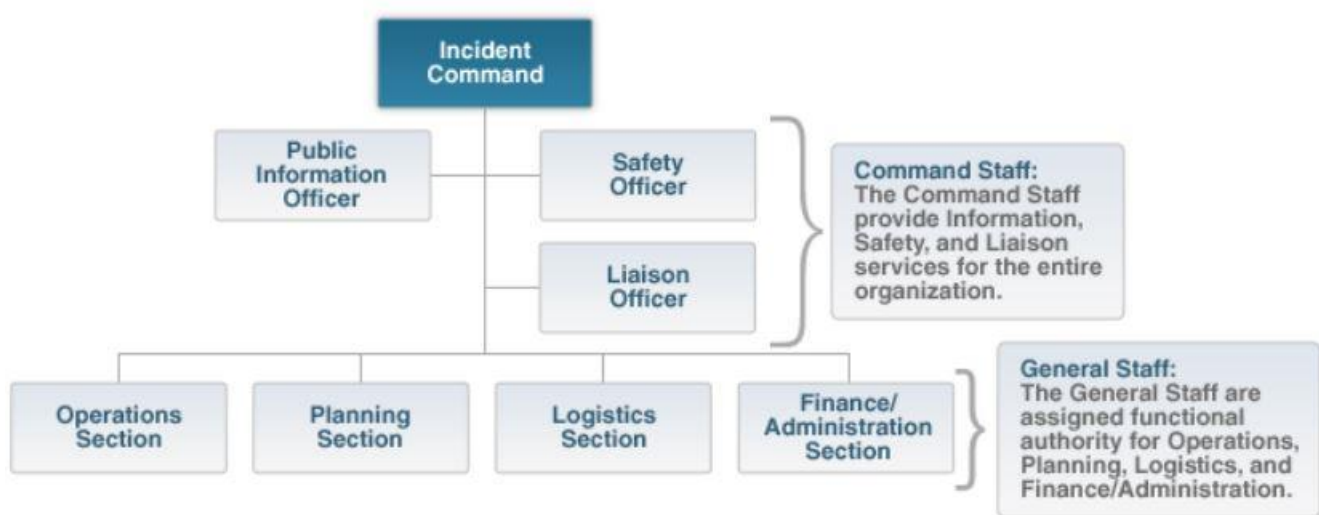 Incident
Command
Public
Information
Officer
Safety
Officer
Liaison
Officer
Command Staff:
The Command Staff
provide Information,
Safety, and Liaison
services for the entire
organization.
Operations
Section
Planning
Section
Logistics
Section
Finance/
Administration
Section
General Staff:
The General Staff are
assigned functional
authority for Operations,
Planning, Logistics, and
Finance/Administration.